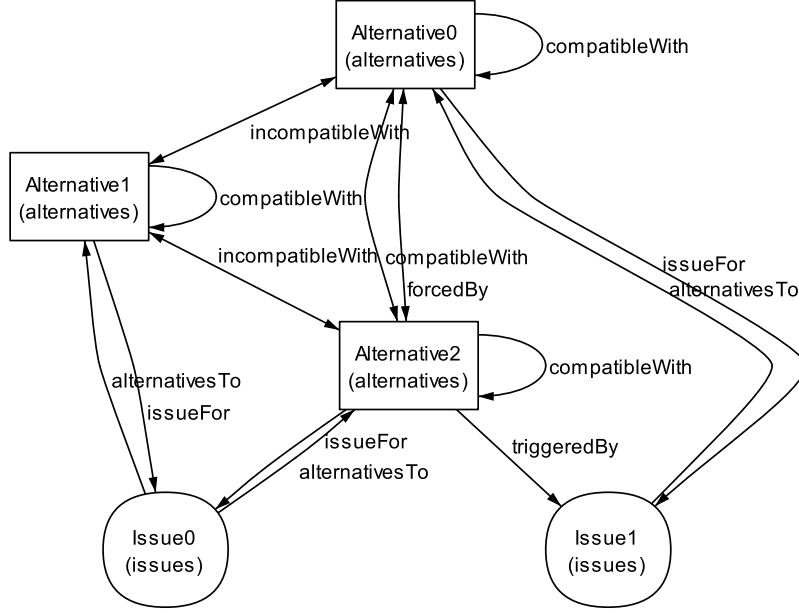 Alternative0
(alternatives)
compatibleWith
incompatibleWith
Alternative1
(alternatives)
compatibleWith
incompatibleWith
compatibleWith
forcedBy
issueFor
alternativesTo
Alternative2
(alternatives)
compatibleWith
alternativesTo
issueFor
issueFor
alternativesTo
triggeredBy
Issue0
(issues)
Issue1
(issues)